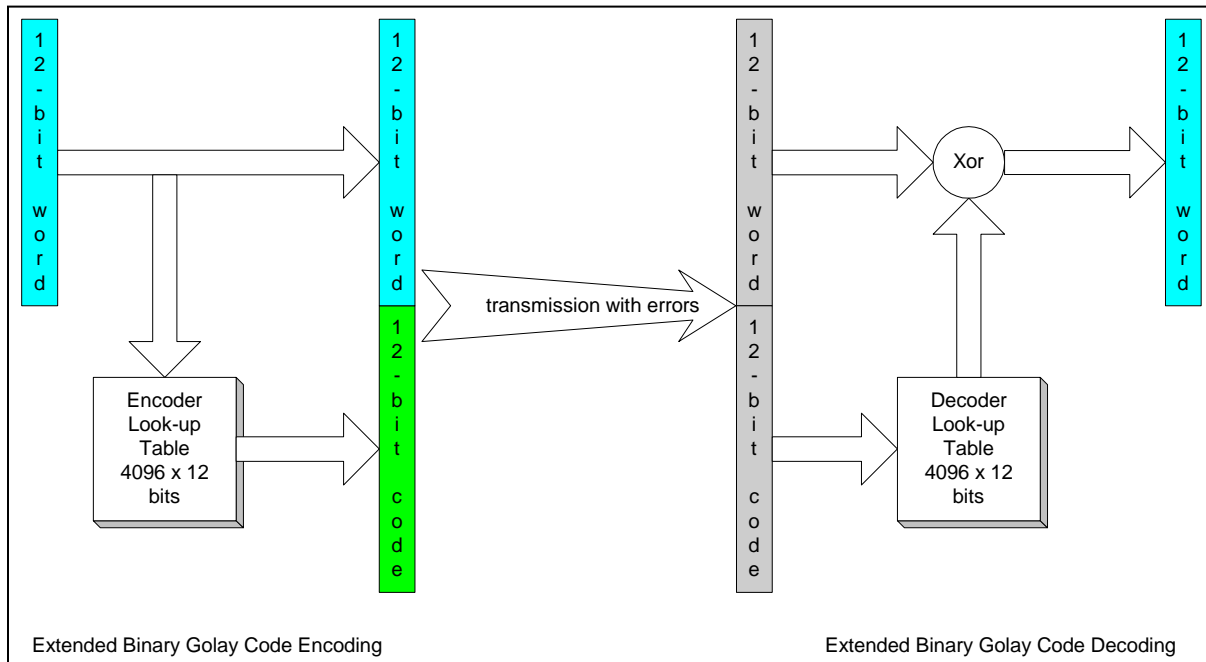 12-bit word
12-bit word
12-bit code
Encoder
Look-up
Table
4096 x 12
bits
transmission with errors
12-bit word
12-bit code
Xor
Decoder
Look-up
Table
4096 x 12
bits
12-bit word
Extended Binary Golay Code Encoding
Extended Binary Golay Code Decoding